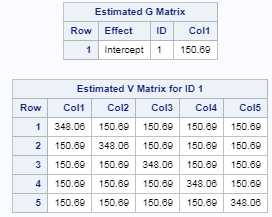 Estimated G Matrix
Row Effect ID Col1
1 Intercept 1 150.69
Estimated V Matrix for ID 1
Row Col1 Col2 Col3 Col4 Col5
1 348.06 150.69 150.69 150.69 150.69
2 150.69 348.06 150.69 150.69 150.69
3 150.69 150.69 348.06 150.69 150.69
4 150.69 150.69 150.69 348.06 150.69
5 150.69 150.69 150.69 150.69 348.06